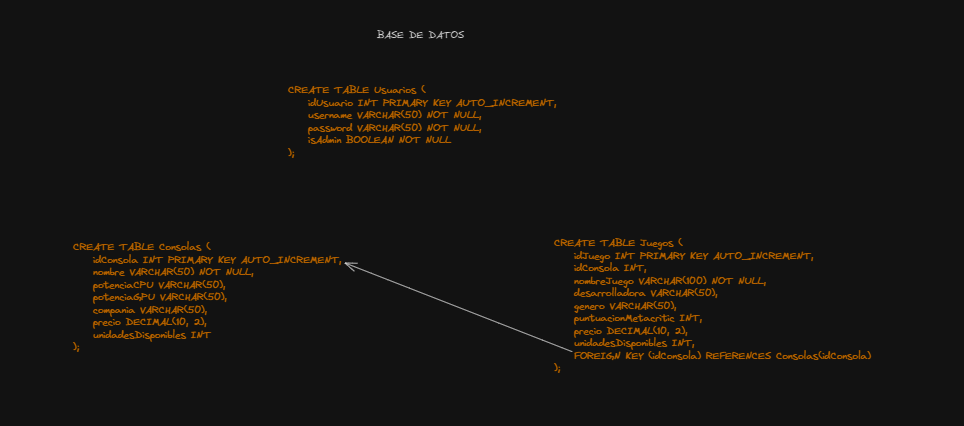 BASE DE DATOS
CREATE TABLE Usuarios (
idUsuario INT PRIMARY KEY AUTO_INCREMENT,
username VARCHAR(50) NOT NULL,
password VARCHAR(50) NOT NULL,
isAdmin BOOLEAN NOT NULL
);
CREATE TABLE Consolas (
idConsola INT PRIMARY KEY AUTO_INCREMENT,
nombre VARCHAR(50) NOT NULL,
potenciaCPU VARCHAR(50),
potenciaGPU VARCHAR(50),
compania VARCHAR(50),
precio DECIMAL(10, 2),
unidadesDisponibles INT
);
CREATE TABLE Juegos (
idJuego INT PRIMARY KEY AUTO_INCREMENT,
idConsola INT,
nombreJuego VARCHAR(100) NOT NULL,
desarrolladora VARCHAR(50),
genero VARCHAR(50),
puntuacionMetacritic INT,
precio DECIMAL(10, 2),
unidadesDisponibles INT,
FOREIGN KEY (idConsola) REFERENCES Consolas(idConsola)
);